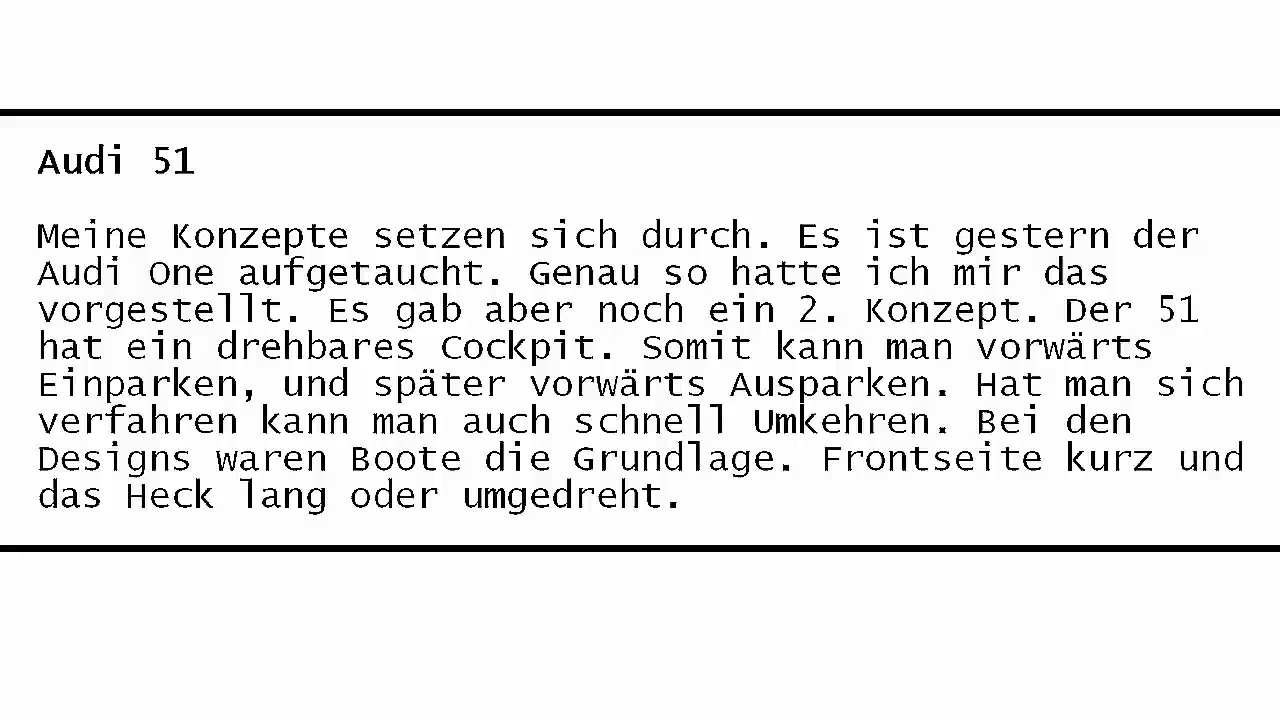 Audi 51
Meine Konzepte setzen sich durch. Es ist gestern der
Audi One aufgetaucht. Genau so hatte ich mir das
vorgestellt. Es gab aber noch ein 2. Konzept. Der 51
hat ein drehbares Cockpit. Somit kann man vorwärts
Einparken, und später vorwärts Ausparken. Hat man sich
verfahren kann man auch schnell Umkehren. Bei den
Designs waren Boote die Grundlage. Frontseite kurz und
das Heck lang oder umgedreht.